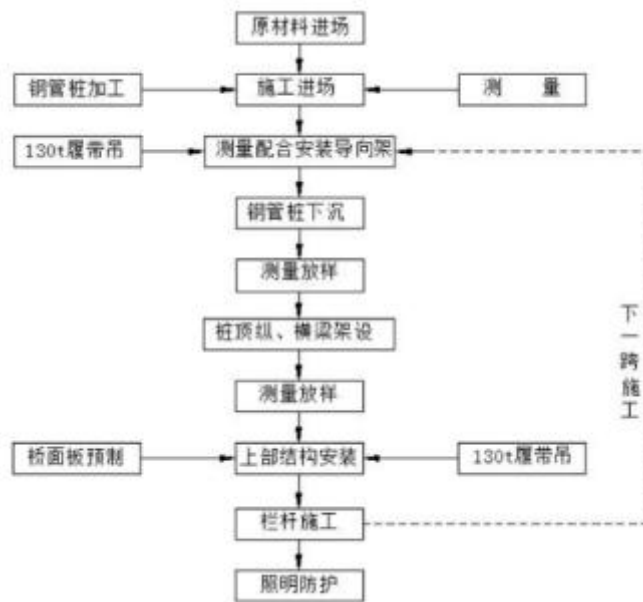 原材料进场
钢管桩加工
施工进场
测 量
130t履带吊
测量配合安装导向架
钢管桩下沉
测量放样
桩顶纵、横梁架设
下一跨施工
测量放样
桥面板预制
上部结构安装
130t履带吊
栏杆施工
照明防护